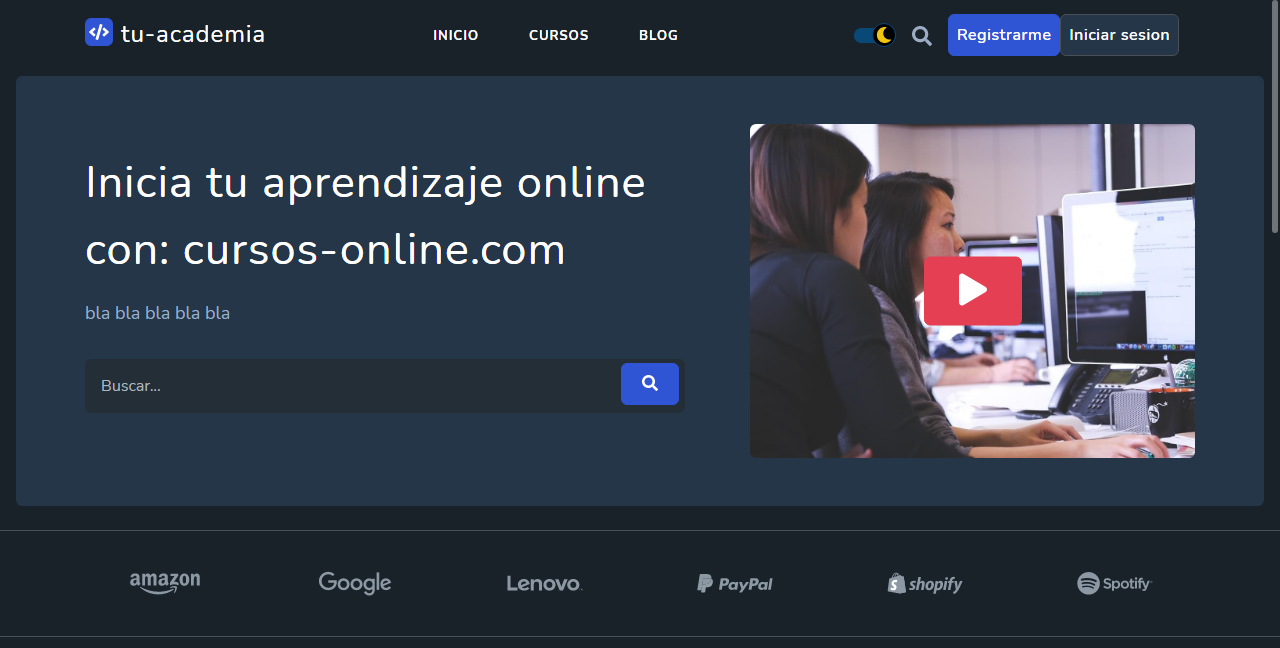 tu-academia
INICIO CURSOS BLOG
Registrarme Iniciar sesion
Inicia tu aprendizaje online
con: cursos-online.com
bla bla bla bla bla
Buscar...
amazon Google Lenovo PayPal shopify Spotify